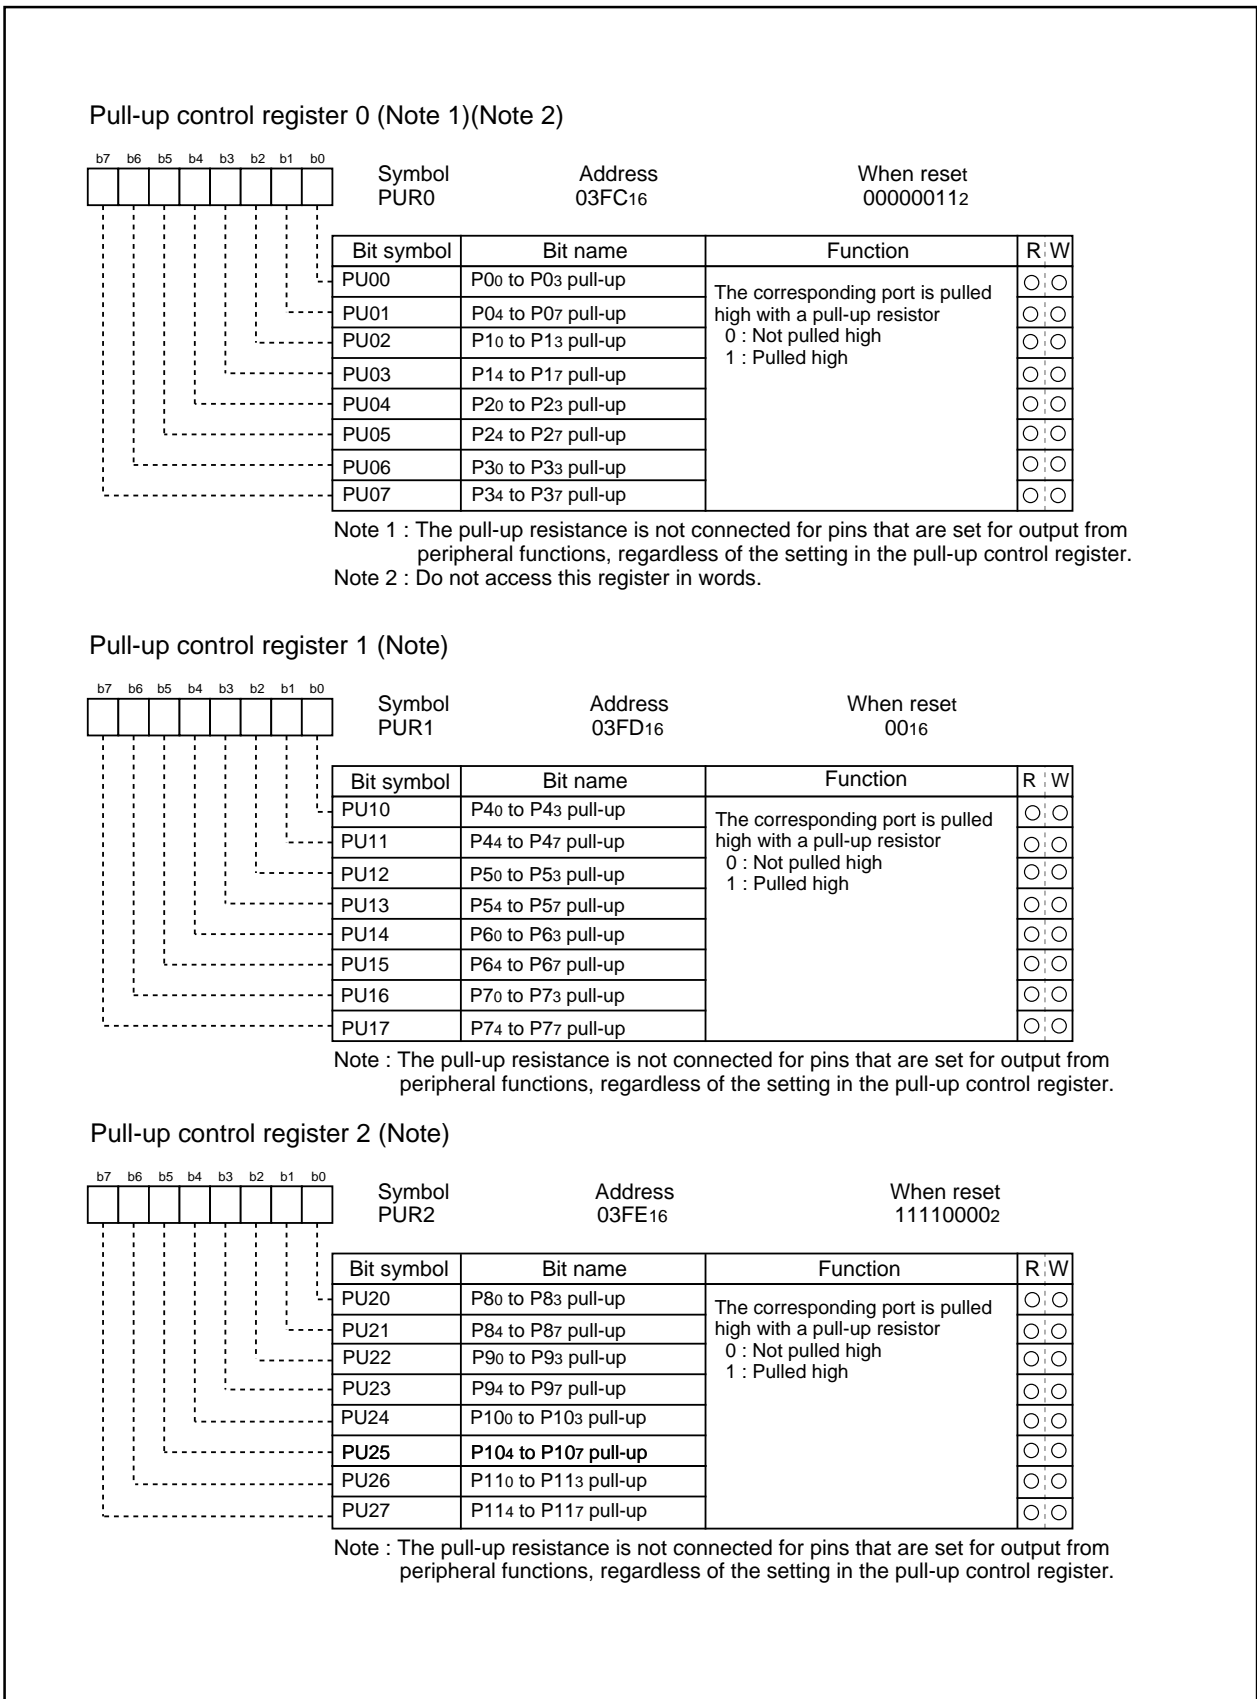 Pull-up control register 0 (Note 1)(Note 2)
b7 b6 b5 b4 b3 b2 b1 b0
Symbol Address When reset
PUR0 03FC16 000000112
Bit symbol Bit name Function R W
PU00 P00 to P03 pull-up
The corresponding port is pulled
PU01 P04 to P07 pull-up high with a pull-up resistor
PU02 P10 to P13 pull-up 0 : Not pulled high
1 : Pulled high
PU03 P14 to P17 pull-up
PU04 P20 to P23 pull-up
PU05 P24 to P27 pull-up
PU06 P30 to P33 pull-up
PU07 P34 to P37 pull-up
Note 1 : The pull-up resistance is not connected for pins that are set for output from
peripheral functions, regardless of the setting in the pull-up control register.
Note 2 : Do not access this register in words.
Pull-up control register 1 (Note)
b7 b6 b5 b4 b3 b2 b1 b0
Symbol Address When reset
PUR1 03FD16 0016
Bit symbol Bit name Function R W
PU10 P40 to P43 pull-up
The corresponding port is pulled
PU11 P44 to P47 pull-up high with a pull-up resistor
0 : Not pulled high
PU12 P50 to P53 pull-up
1 : Pulled high
PU13 P54 to P57 pull-up
PU14 P60 to P63 pull-up
PU15 P64 to P67 pull-up
PU16 P70 to P73 pull-up
PU17 P74 to P77 pull-up
Note : The pull-up resistance is not connected for pins that are set for output from
peripheral functions, regardless of the setting in the pull-up control register.
Pull-up control register 2 (Note)
b7 b6 b5 b4 b3 b2 b1 b0
Symbol Address When reset
PUR2 03FE16 111100002
Bit symbol Bit name Function R W
PU20 P80 to P83 pull-up
The corresponding port is pulled
PU21 P84 to P87 pull-up high with a pull-up resistor
PU22 P90 to P93 pull-up 0 : Not pulled high
1 : Pulled high
PU23 P94 to P97 pull-up
PU24 P100 to P103 pull-up
PU25 P104 to P107 pull-up
PU26 P110 to P113 pull-up
PU27 P114 to P117 pull-up
Note : The pull-up resistance is not connected for pins that are set for output from
peripheral functions, regardless of the setting in the pull-up control register.